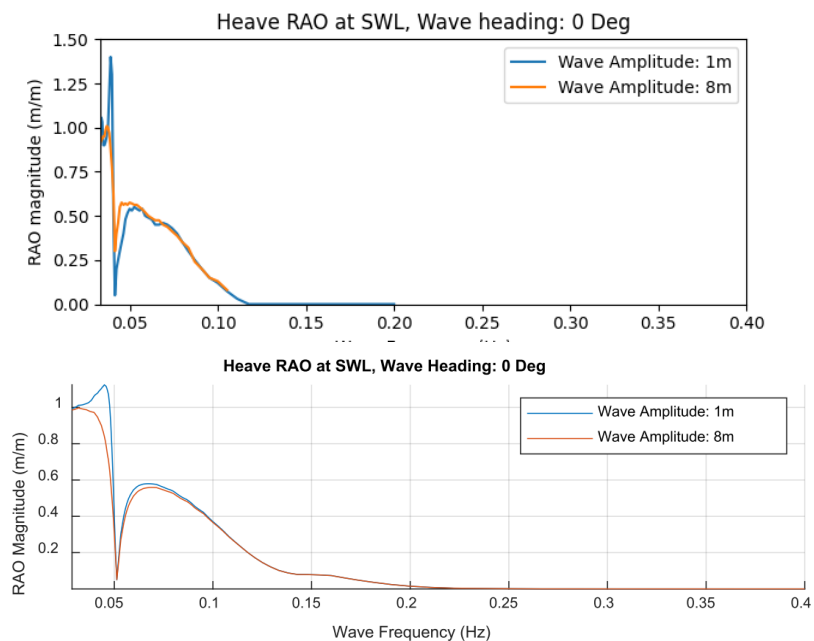 Heave RAO at SWL, Wave heading: 0 Deg
1.50
1.25
1.00
0.75
0.50
0.25
0.00
RAO magnitude (m/m)
Wave Amplitude: 1m
Wave Amplitude: 8m
0.05 0.10 0.15 0.20 0.25 0.30 0.35 0.40
Heave RAO at SWL, Wave Heading: 0 Deg
1
0.8
0.6
0.4
0.2
RAO Magnitude (m/m)
Wave Amplitude: 1m
Wave Amplitude: 8m
0.05 0.1 0.15 0.2 0.25 0.3 0.35 0.4
Wave Frequency (Hz)